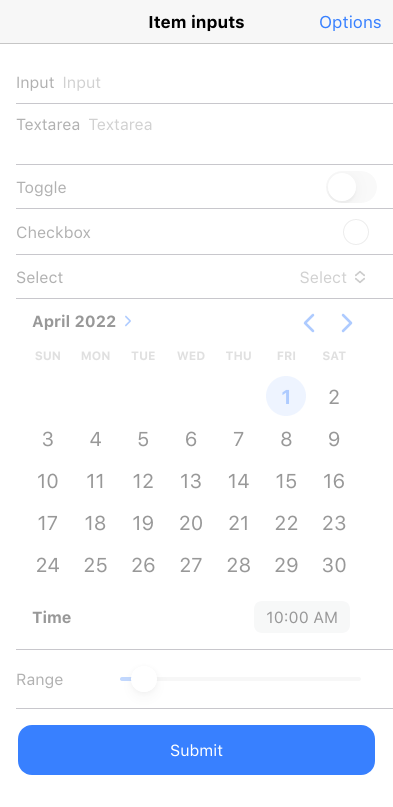 Item inputs Options
Input Input
Textarea Textarea
Toggle
Checkbox
Select Select
April 2022
SUN MON TUE WED THU FRI SAT
1 2
3 4 5 6 7 8 9
10 11 12 13 14 15 16
17 18 19 20 21 22 23
24 25 26 27 28 29 30
Time 10:00 AM
Range
Submit